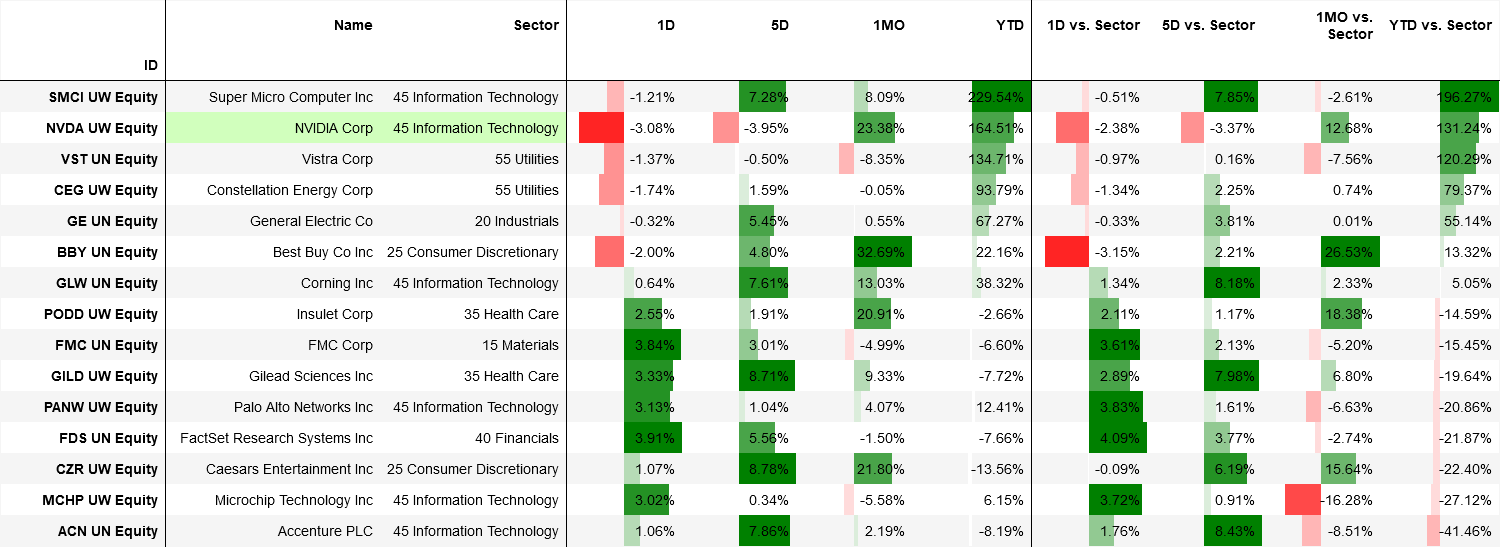 Name Sector 1D 5D 1MO YTD 1D vs. Sector 5D vs. Sector 1MO vs. Sector YTD vs. Sector
ID
SMCI UW Equity Super Micro Computer Inc 45 Information Technology -1.21% 7.28% 8.09% 229.54% -0.51% 7.85% -2.61% 196.27%
NVDA UW Equity NVIDIA Corp 45 Information Technology -3.08% -3.95% 23.38% 164.51% -2.38% -3.37% 12.68% 131.24%
VST UN Equity Vistra Corp 55 Utilities -1.37% -0.50% -8.35% 134.71% -0.97% 0.16% -7.56% 120.29%
CEG UW Equity Constellation Energy Corp 55 Utilities -1.74% 1.59% -0.05% 93.79% -1.34% 2.25% 0.74% 79.37%
GE UN Equity General Electric Co 20 Industrials -0.32% 5.45% 0.55% 67.27% -0.33% 3.81% 0.01% 55.14%
BBY UN Equity Best Buy Co Inc 25 Consumer Discretionary -2.00% 4.80% 32.69% 22.16% -3.15% 2.21% 26.53% 13.32%
GLW UN Equity Corning Inc 45 Information Technology 0.64% 7.61% 13.03% 38.32% 1.34% 8.18% 2.33% 5.05%
PODD UW Equity Insulet Corp 35 Health Care 2.55% 1.91% 20.91% -2.66% 2.11% 1.17% 18.38% -14.59%
FMC UN Equity FMC Corp 15 Materials 3.84% 3.01% -4.99% -6.60% 3.61% 2.13% -5.20% -15.45%
GILD UW Equity Gilead Sciences Inc 35 Health Care 3.33% 8.71% 9.33% -7.72% 2.89% 7.98% 6.80% -19.64%
PANW UW Equity Palo Alto Networks Inc 45 Information Technology 3.13% 1.04% 4.07% 12.41% 3.83% 1.61% -6.63% -20.86%
FDS UN Equity FactSet Research Systems Inc 40 Financials 3.91% 5.56% -1.50% -7.66% 4.09% 3.77% -2.74% -21.87%
CZR UW Equity Caesars Entertainment Inc 25 Consumer Discretionary 1.07% 8.78% 21.80% -13.56% -0.09% 6.19% 15.64% -22.40%
MCHP UW Equity Microchip Technology Inc 45 Information Technology 3.02% 0.34% -5.58% 6.15% 3.72% 0.91% -16.28% -27.12%
ACN UN Equity Accenture PLC 45 Information Technology 1.06% 7.86% 2.19% -8.19% 1.76% 8.43% -8.51% -41.46%